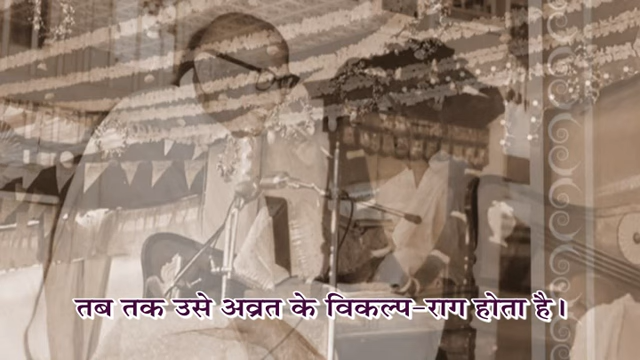 तब तक उसे अव्रत के विकल्प-राग होता है।